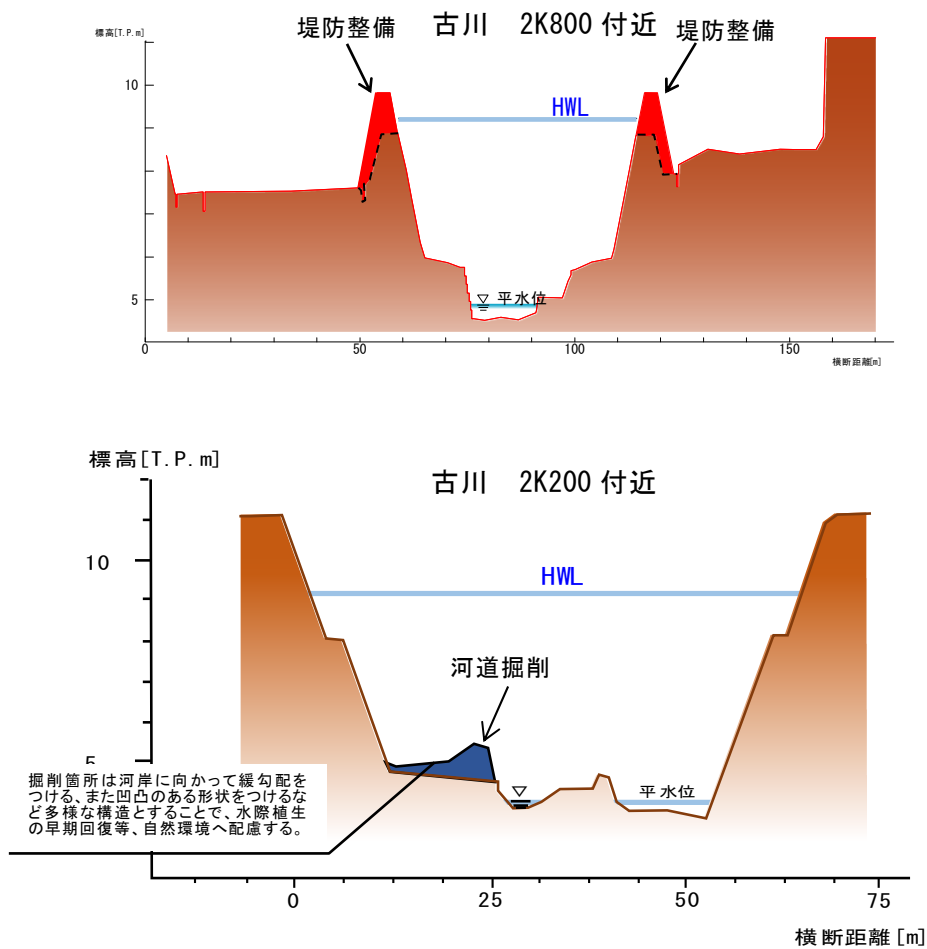 古川　2K800 付近
標高[T.P.m]
堤防整備
堤防整備
HWL
10
5
▽ 平水位
0
50
100
150
横断距離[m]
標高[T.P.m]
古川　2K200 付近
10
HWL
河道掘削
5
掘削箇所は河岸に向かって緩勾配を
つける、また凹凸のある形状をつけるな
ど多様な構造とすることで、水際植生
の早期回復等、自然環境へ配慮する。
▽
平水位
0
25
50
75
横断距離 [m]